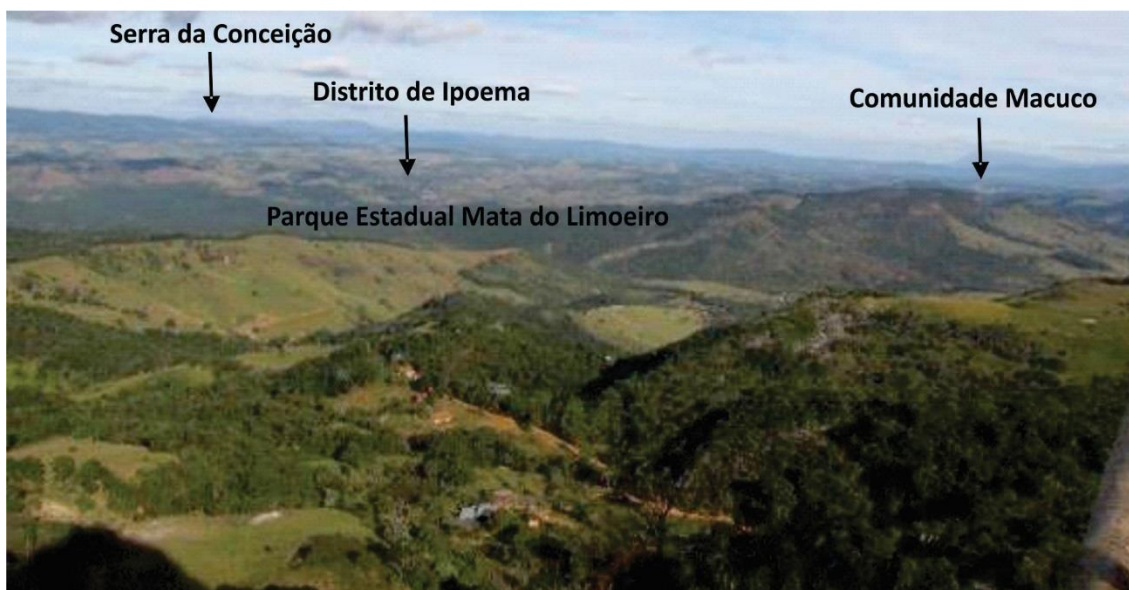 Serra da Conceição
Distrito de Ipoema
Comunidade Macuco
Parque Estadual Mata do Limoeiro